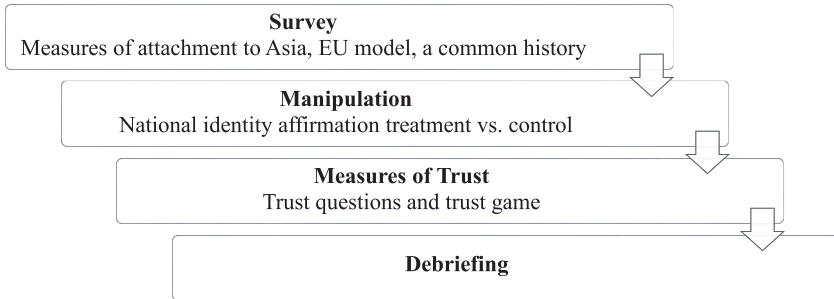 Survey
Measures of attachment to Asia, EU model, a common history
Manipulation
National identity affirmation treatment vs. control
Measures of Trust
Trust questions and trust game
Debriefing